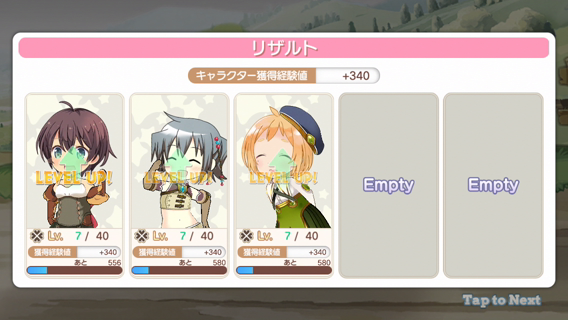 リザルト
キャラクター獲得経験値 +340
LEVEL UP! LEVEL UP! LEVEL UP! Empty Empty
Lv. 7 / 40 Lv. 7 / 40 Lv. 7 / 40
獲得経験値 +340 獲得経験値 +340 獲得経験値 +340
あと 556 あと 580 あと 580
Tap to Next